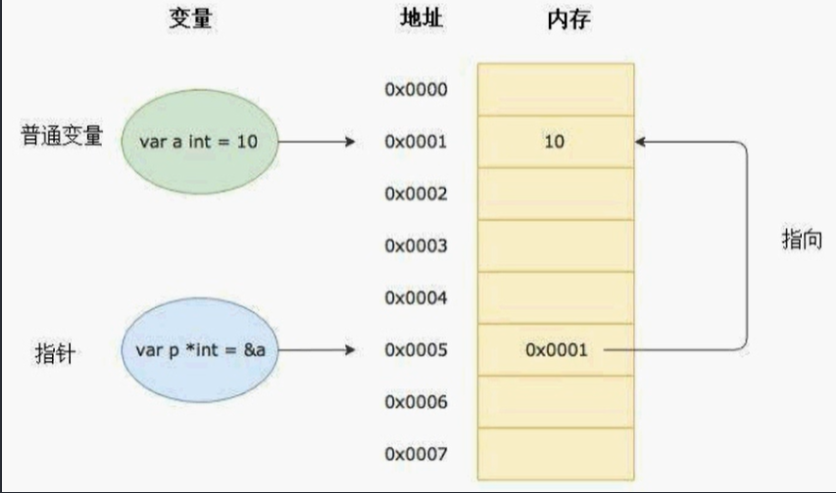 变量 地址 内存
0x0000
普通变量 var a int = 10 0x0001 10
0x0002
0x0003
指向
0x0004
指针 var p *int = &a 0x0005 0x0001
0x0006
0x0007